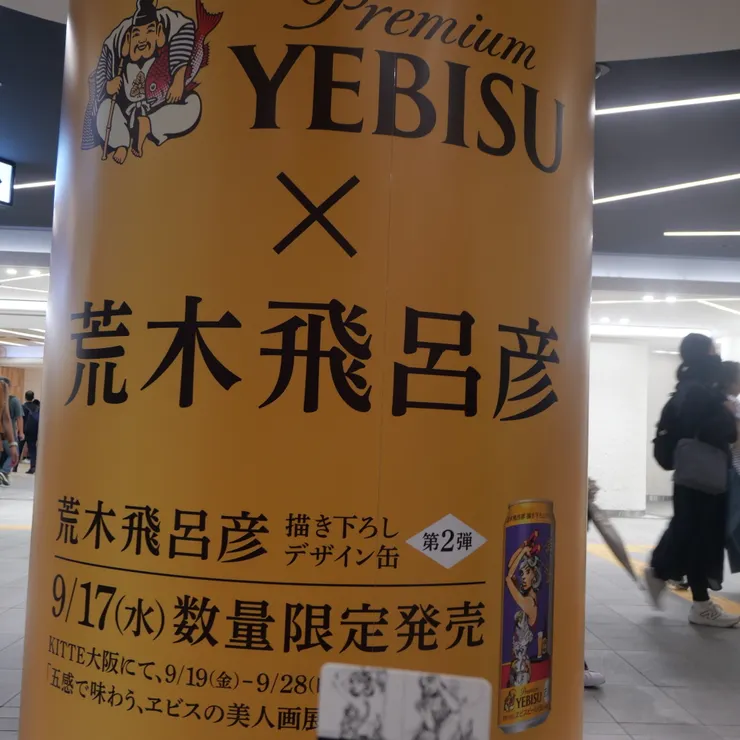 Premium
YEBISU
×
荒木飛呂彦
荒木飛呂彦 描き下ろし デザイン缶 第2弾
9/17(水) 数量限定発売
KITTE大阪にて、9/19(金)–9/28(
「五感で味わう、ヱビスの美人画展
Premium
YEBISU